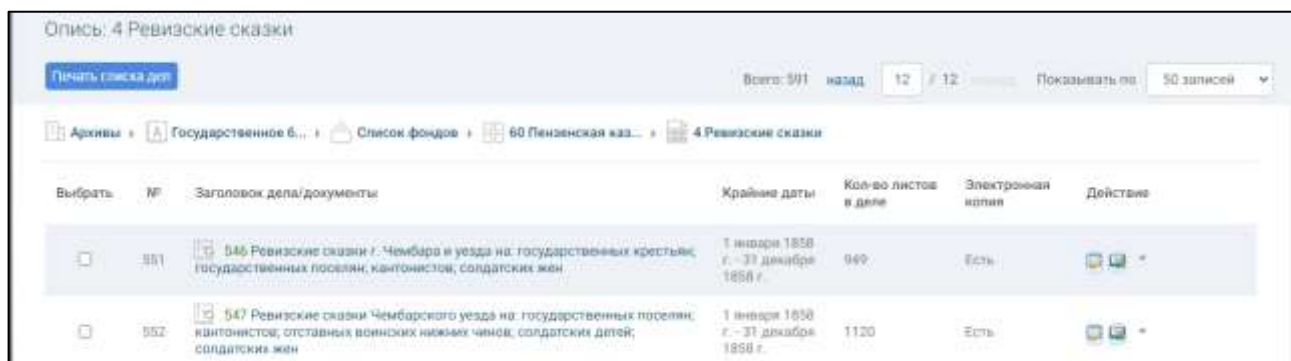 Опись: 4 Ревизские сказки
Печать списка дел
Всего: 591 назад 12 / 12 Показывать по 50 записей
Архивы Государственное б... Список фондов 60 Пензенская каз... 4 Ревизские сказки
Выбрать № Заголовок дела/документы Крайние даты Кол-во листов в деле Электронная копия Действие
551 546 Ревизские сказки г. Чембара и уезда на: государственных крестьян;
государственных поселян; кантонистов; солдатских жен
1 января 1858
г. - 31 декабря
1858 г.
949 Есть
552 547 Ревизские сказки Чембарского уезда на: государственных поселян;
кантонистов; отставных воинских нижних чинов; солдатских детей;
солдатских жен
1 января 1858
г. - 31 декабря
1858 г.
1120 Есть